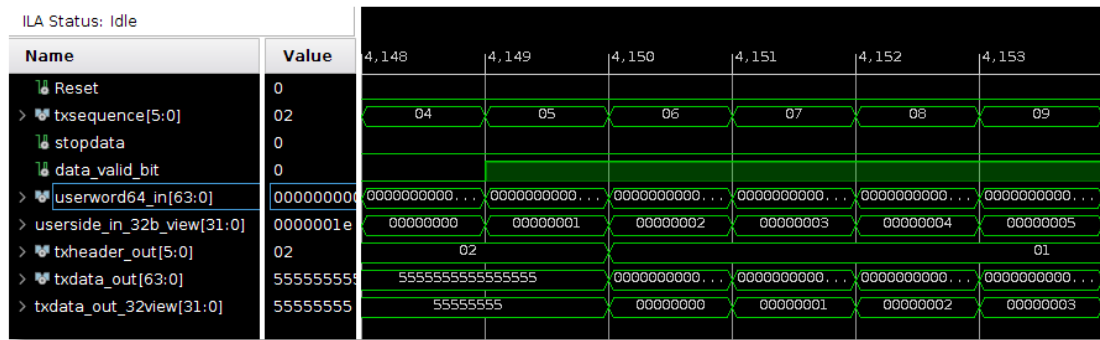 ILA Status: Idle
Name Value 4,148 4,149 4,150 4,151 4,152 4,153
Reset 0
txsequence[5:0] 02 04 05 06 07 08 09
stopdata 0
data_valid_bit 0
userword64_in[63:0] 000000000 0000000000... 0000000000... 0000000000... 0000000000... 0000000000... 0000000000...
userside_in_32b_view[31:0] 0000001e 00000000 00000001 00000002 00000003 00000004 00000005
txheader_out[5:0] 02 02 01
txdata_out[63:0] 5555555555 5555555555555555 0000000000... 0000000000... 0000000000... 0000000000...
txdata_out_32view[31:0] 55555555 55555555 00000000 00000001 00000002 00000003